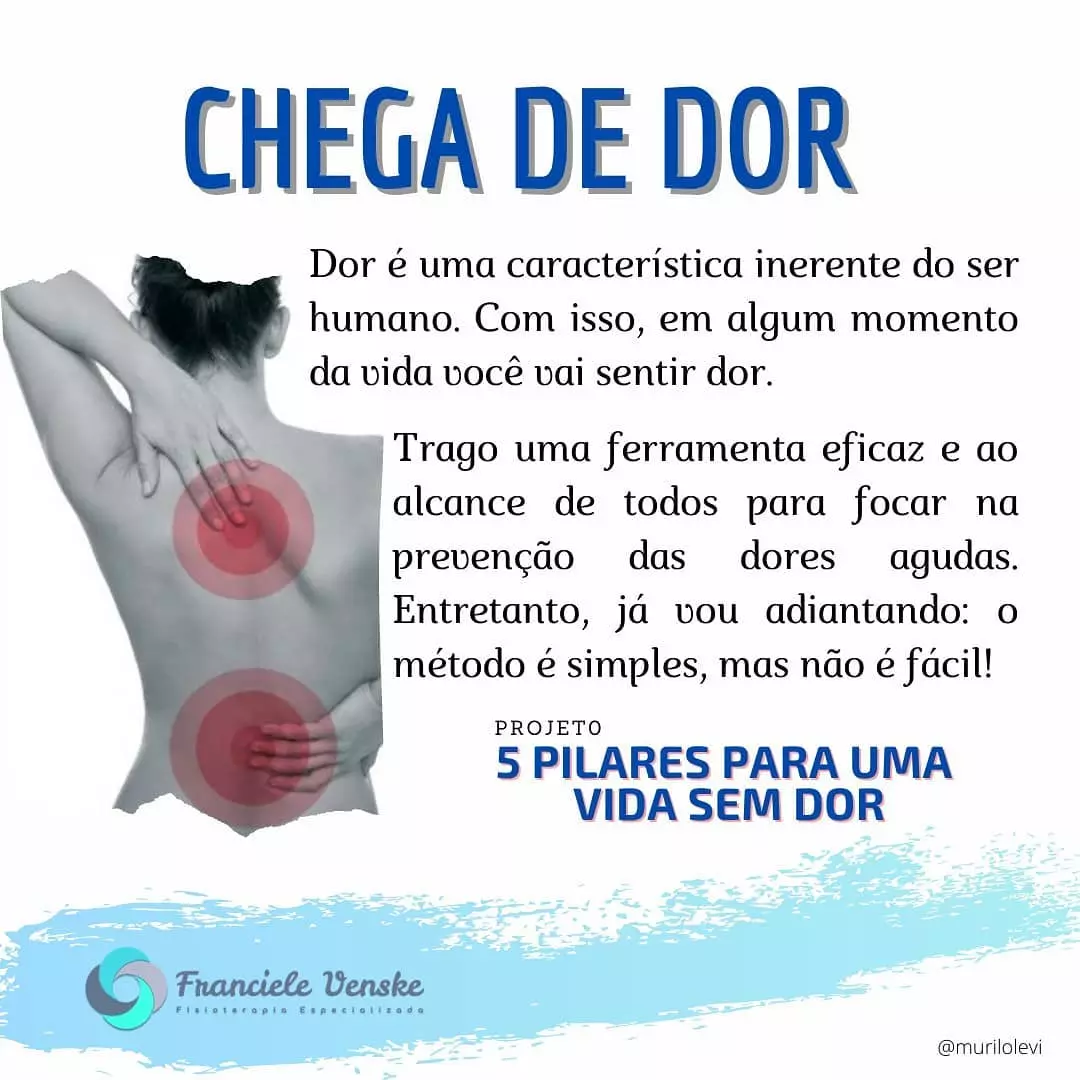 CHEGA DE DOR
Dor é uma característica inerente do ser
humano. Com isso, em algum momento
da vida você vai sentir dor.
Trago uma ferramenta eficaz e ao
alcance de todos para focar na
prevenção das dores agudas.
Entretanto, já vou adiantando: o
método é simples, mas não é fácil!
PROJETO
5 PILARES PARA UMA
VIDA SEM DOR
Franciele Venske
Fisioterapia Especializada
@murilolevi